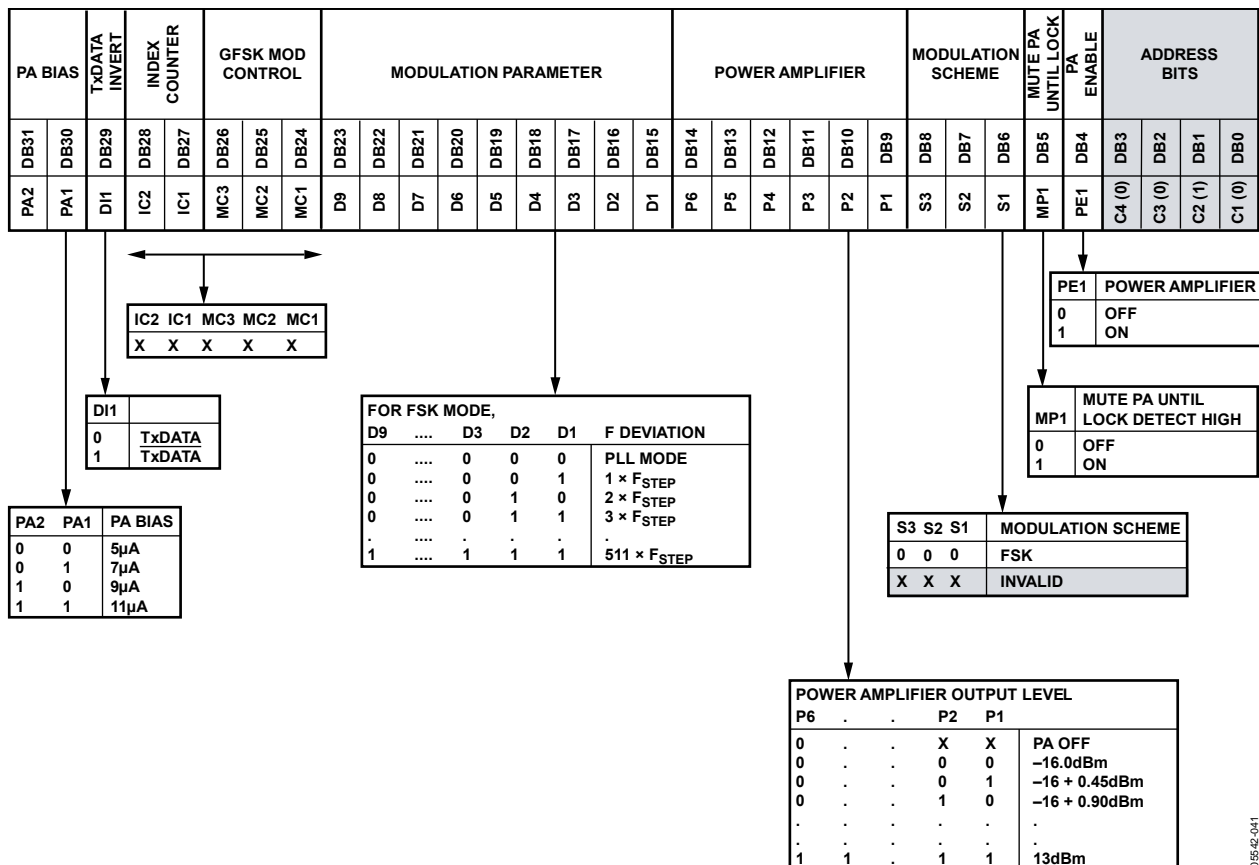 PA BIAS
TxDATA INVERT
INDEX COUNTER
GFSK MOD CONTROL
MODULATION PARAMETER
POWER AMPLIFIER
MODULATION SCHEME
MUTE PA UNTIL LOCK
PA ENABLE
ADDRESS BITS
DB31 DB30 DB29 DB28 DB27 DB26 DB25 DB24 DB23 DB22 DB21 DB20 DB19 DB18 DB17 DB16 DB15 DB14 DB13 DB12 DB11 DB10 DB9 DB8 DB7 DB6 DB5 DB4 DB3 DB2 DB1 DB0
PA2 PA1 DI1 IC2 IC1 MC3 MC2 MC1 D9 D8 D7 D6 D5 D4 D3 D2 D1 P6 P5 P4 P3 P2 P1 S3 S2 S1 MP1 PE1 C4 (0) C3 (0) C2 (1) C1 (0)
PE1 POWER AMPLIFIER
0 OFF
1 ON
IC2 IC1 MC3 MC2 MC1
X X X X X
MP1 MUTE PA UNTIL LOCK DETECT HIGH
0 OFF
1 ON
DI1
0 TxDATA
1 TxDATA
FOR FSK MODE,
D9 .... D3 D2 D1 F DEVIATION
0 .... 0 0 0 PLL MODE
0 .... 0 0 1 1 × FSTEP
0 .... 0 1 0 2 × FSTEP
0 .... 0 1 1 3 × FSTEP
. .... . . . .
1 .... 1 1 1 511 × FSTEP
PA2 PA1 PA BIAS
0 0 5µA
0 1 7µA
1 0 9µA
1 1 11µA
S3 S2 S1 MODULATION SCHEME
0 0 0 FSK
X X X INVALID
POWER AMPLIFIER OUTPUT LEVEL
P6 . . P2 P1
0 . . X X PA OFF
0 . . 0 0 –16.0dBm
0 . . 0 1 –16 + 0.45dBm
0 . . 1 0 –16 + 0.90dBm
. . . . . .
. . . . . .
1 1 . 1 1 13dBm